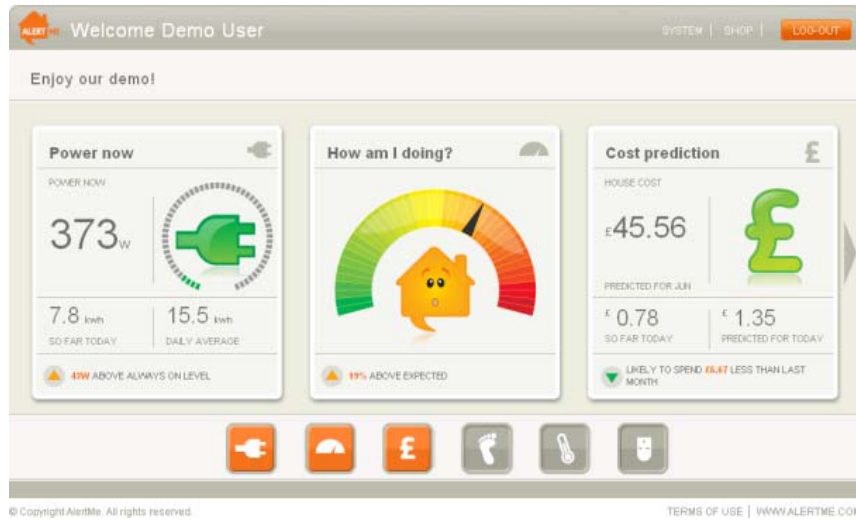 ALERT ME Welcome Demo User
SYSTEM | SHOP | LOG-OUT
Enjoy our demo!
Power now
POWER NOW
373w
7.8 kwh
SO FAR TODAY
15.5 kwh
DAILY AVERAGE
43W ABOVE ALWAYS ON LEVEL
How am I doing?
19% ABOVE EXPECTED
Cost prediction
£
HOUSE COST
£45.56
£
PREDICTED FOR JUN
£ 0.78
SO FAR TODAY
£ 1.35
PREDICTED FOR TODAY
LIKELY TO SPEND £6.67 LESS THAN LAST
MONTH
£
© Copyright AlertMe. All rights reserved.
TERMS OF USE | WWW.ALERTME.COM